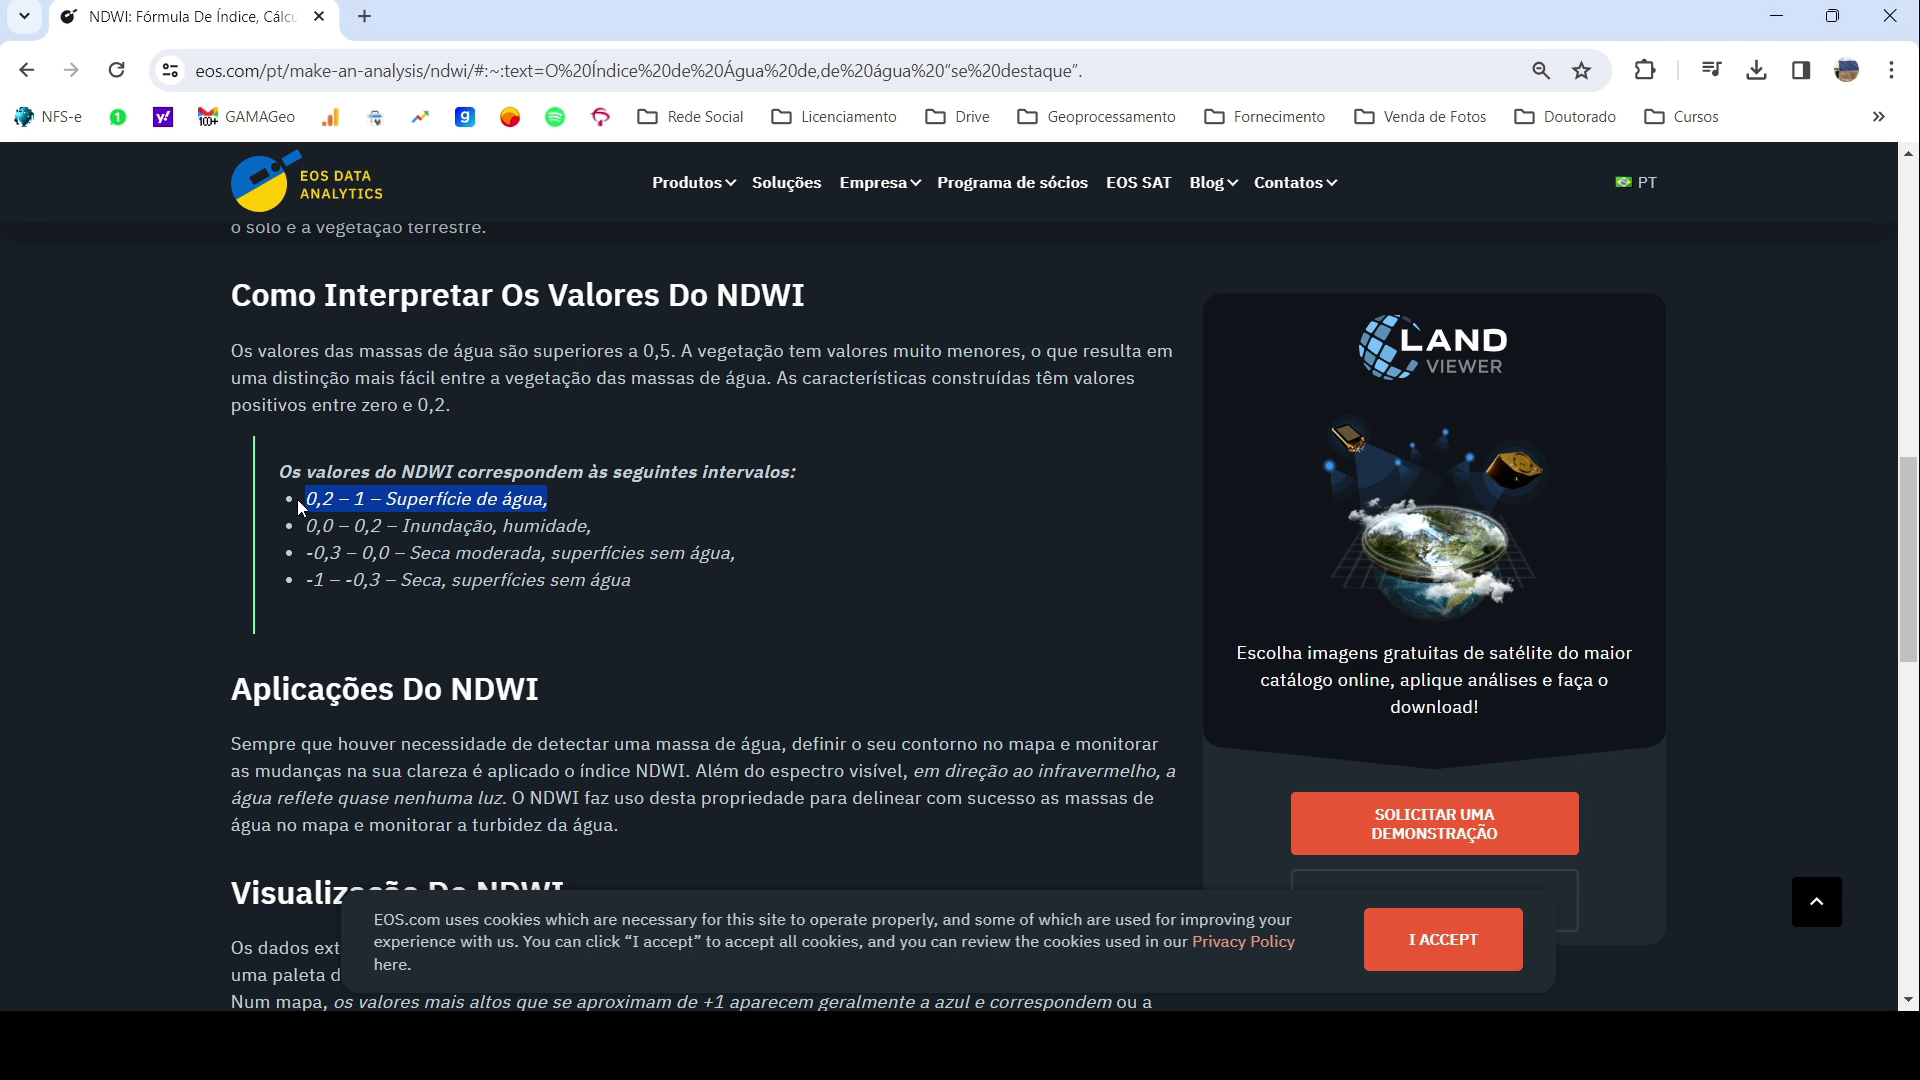 NDWI: Fórmula De Índice, Cálcu
eos.com/pt/make-an-analysis/ndwi/#:~:text=O%20Índice%20de%20Água%20de,de%20água%20"se%20destaque".
NFS-e
GAMAGeo
Rede Social
Licenciamento
Drive
Geoprocessamento
Fornecimento
Venda de Fotos
Doutorado
Cursos
EOS DATA
ANALYTICS
Produtos
Soluções
Empresa
Programa de sócios
EOS SAT
Blog
Contatos
PT
o solo e a vegetação terrestre.
Como Interpretar Os Valores Do NDWI
Os valores das massas de água são superiores a 0,5. A vegetação tem valores muito menores, o que resulta em
uma distinção mais fácil entre a vegetação das massas de água. As características construídas têm valores
positivos entre zero e 0,2.
Os valores do NDWI correspondem às seguintes intervalos:
• 0,2 – 1 – Superfície de água,
• 0,0 – 0,2 – Inundação, humidade,
• -0,3 – 0,0 – Seca moderada, superfícies sem água,
• -1 – -0,3 – Seca, superfícies sem água
Aplicações Do NDWI
Sempre que houver necessidade de detectar uma massa de água, definir o seu contorno no mapa e monitorar
as mudanças na sua clareza é aplicado o índice NDWI. Além do espectro visível, em direção ao infravermelho, a
água reflete quase nenhuma luz. O NDWI faz uso desta propriedade para delinear com sucesso as massas de
água no mapa e monitorar a turbidez da água.
Visualização Do NDWI
Os dados ext
uma paleta d
Num mapa, os valores mais altos que se aproximam de +1 aparecem geralmente a azul e correspondem ou a
LAND
VIEWER
Escolha imagens gratuitas de satélite do maior
catálogo online, aplique análises e faça o
download!
SOLICITAR UMA
DEMONSTRAÇÃO
EOS.com uses cookies which are necessary for this site to operate properly, and some of which are used for improving your
experience with us. You can click “I accept” to accept all cookies, and you can review the cookies used in our Privacy Policy
here.
I ACCEPT